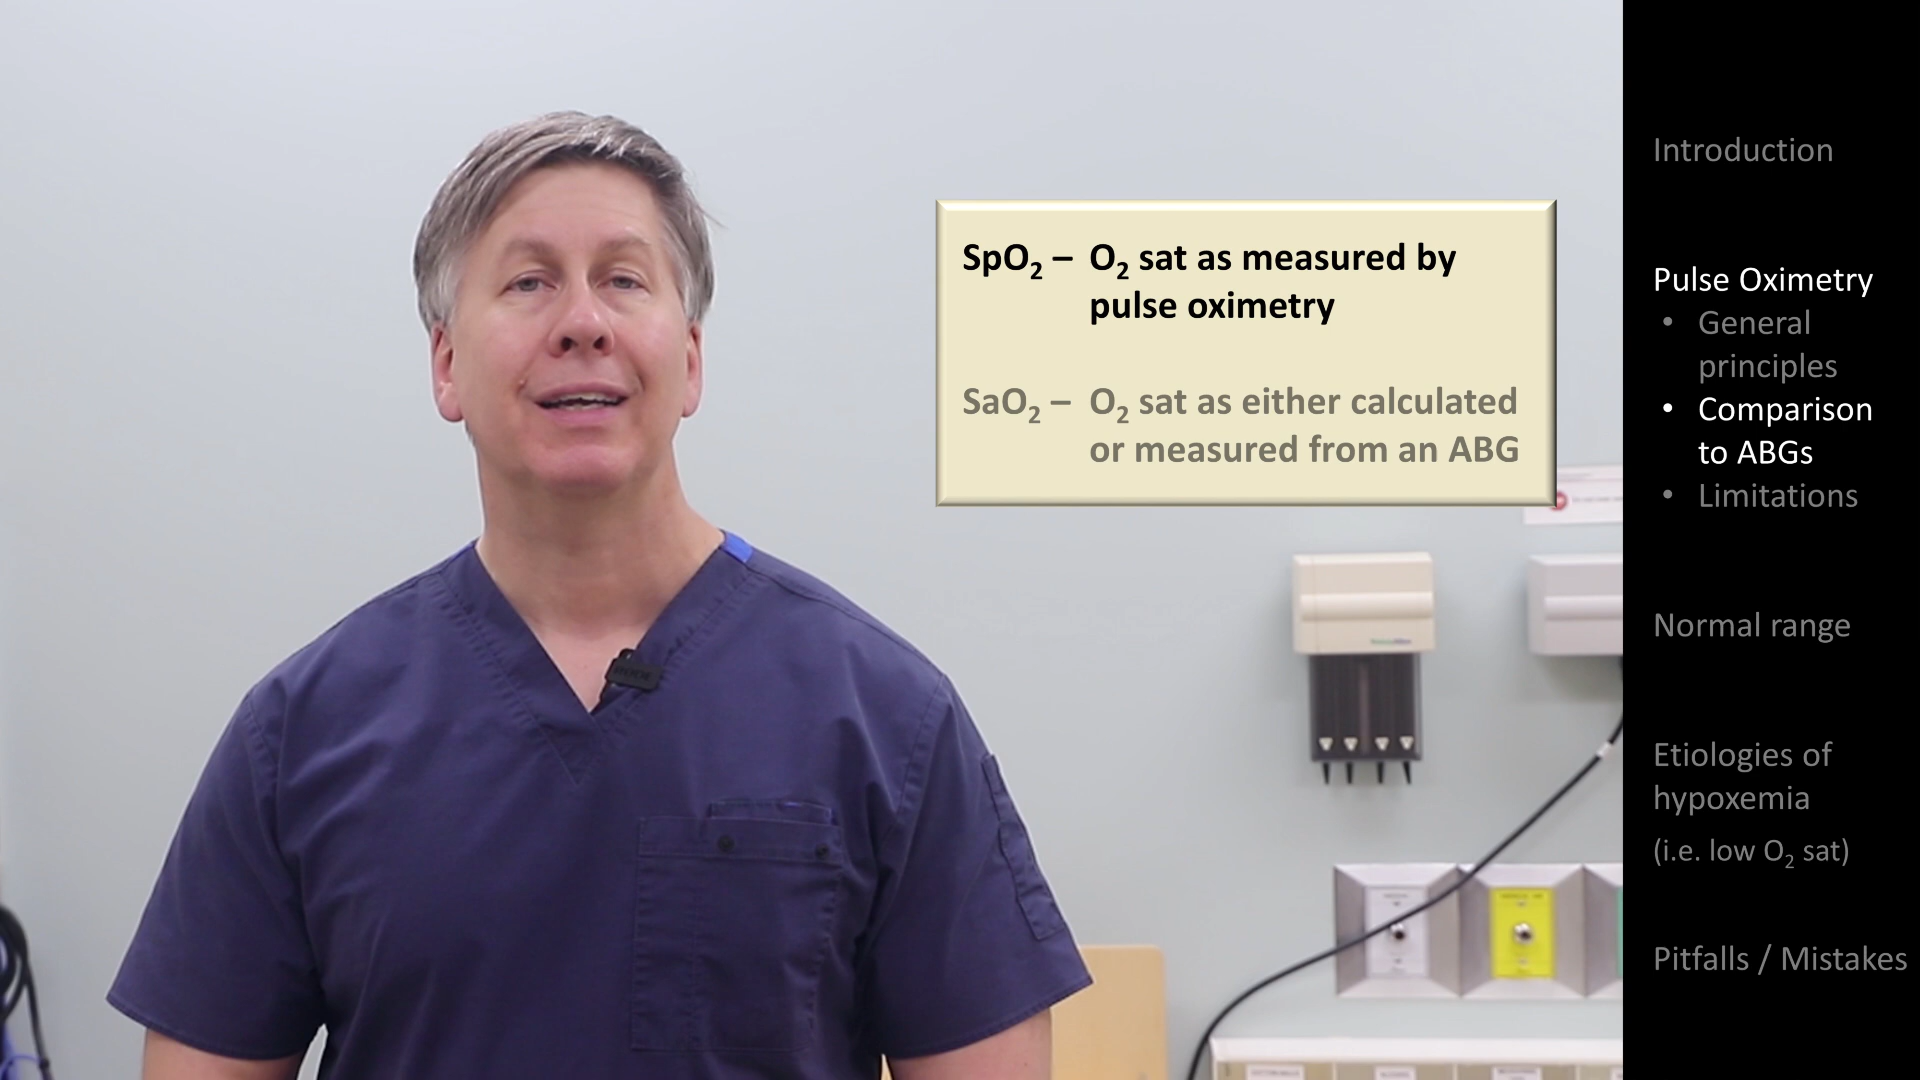 SpO₂ – O₂ sat as measured by
pulse oximetry
SaO₂ – O₂ sat as either calculated
or measured from an ABG
Introduction
Pulse Oximetry
• General
principles
• Comparison
to ABGs
• Limitations
Normal range
Etiologies of
hypoxemia
(i.e. low O₂ sat)
Pitfalls / Mistakes